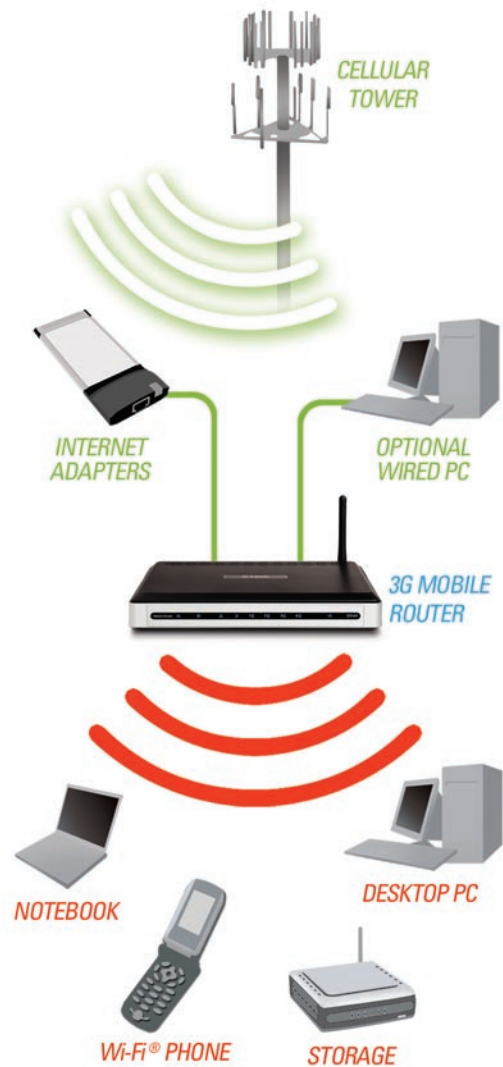 CELLULAR
TOWER
INTERNET
ADAPTERS
OPTIONAL
WIRED PC
3G MOBILE
ROUTER
NOTEBOOK
DESKTOP PC
Wi-Fi® PHONE
STORAGE